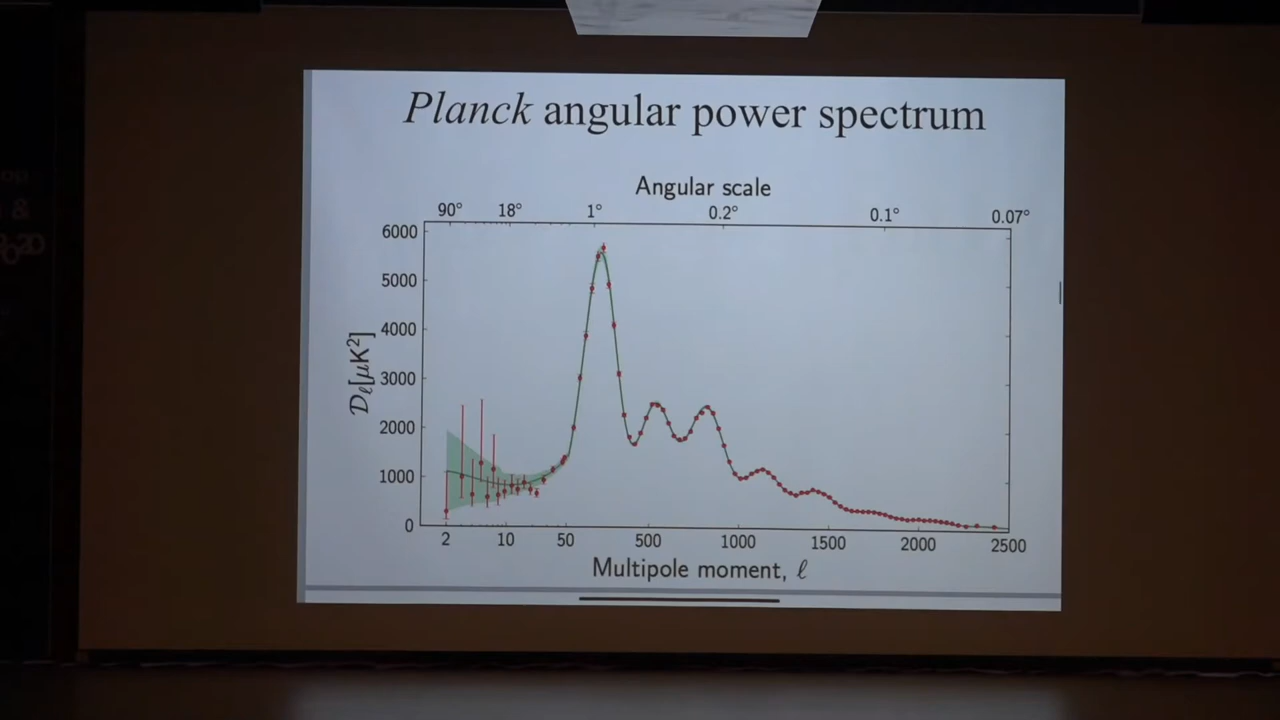 Planck angular power spectrum
Angular scale
90° 18° 1° 0.2° 0.1° 0.07°
6000
5000
4000
3000
2000
1000
0
𝒟ℓ[μK²]
2 10 50 500 1000 1500 2000 2500
Multipole moment, ℓ